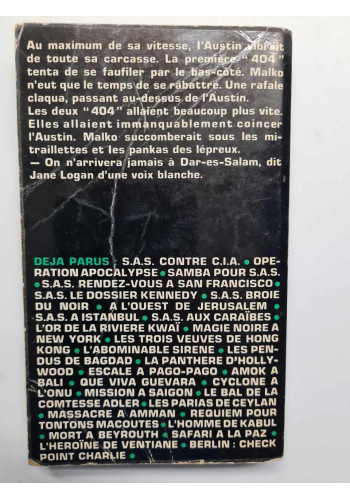 Au maximum de sa vitesse, l'Austin vibrait
de toute sa carcasse. La première "404"
tenta de se faufiler par le bas-côté. Malko
n'eut que le temps de se rabattre. Une rafale
claqua, passant au-dessus de l'Austin.
Les deux "404" allaient beaucoup plus vite.
Elles allaient immanquablement coincer
l'Austin. Malko succomberait sous les mi-
traillettes et les pankas des lépreux.
— On n'arrivera jamais à Dar-es-Salam, dit
Jane Logan d'une voix blanche.
DEJA PARUS : S.A.S. CONTRE C.I.A. • OPE-
RATION APOCALYPSE • SAMBA POUR S.A.S.
• S.A.S. RENDEZ-VOUS A SAN FRANCISCO •
S.A.S. LE DOSSIER KENNEDY • S.A.S. BROIE
DU NOIR • A L'OUEST DE JERUSALEM •
S.A.S. A ISTANBUL • S.A.S. AUX CARAÏBES •
L'OR DE LA RIVIERE KWAÏ • MAGIE NOIRE A
NEW YORK • LES TROIS VEUVES DE HONG
KONG • L'ABOMINABLE SIRENE • LES PEN-
DUS DE BAGDAD • LA PANTHERE D'HOLLY-
WOOD • ESCALE A PAGO-PAGO • AMOK A
BALI • QUE VIVA GUEVARA • CYCLONE A
L'ONU • MISSION A SAIGON • LE BAL DE LA
COMTESSE ADLER • LES PARIAS DE CEYLAN
• MASSACRE A AMMAN • REQUIEM POUR
TONTONS MACOUTES • L'HOMME DE KABUL
• MORT A BEYROUTH • SAFARI A LA PAZ •
L'HEROÏNE DE VENTIANE • BERLIN : CHECK
POINT CHARLIE •